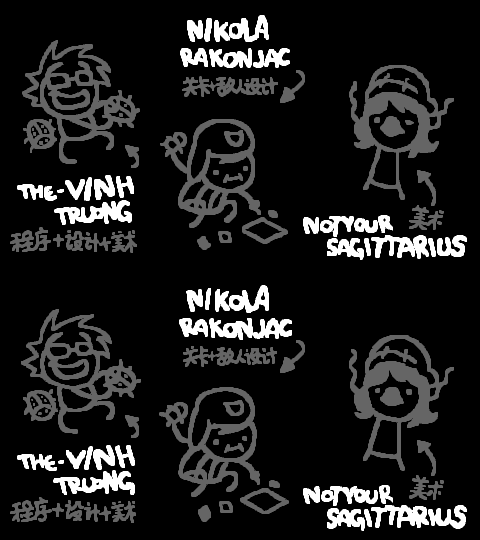 NIKOLA
RAKONJAC
关卡+敌人设计
THE-VINH
TRUONG
程序+设计+美术
NOTYOUR 美术
SAGITTARIUS
NIKOLA
RAKONJAC
关卡+敌人设计
THE-VINH
TRUONG
程序+设计+美术
NOTYOUR 美术
SAGITTARIUS